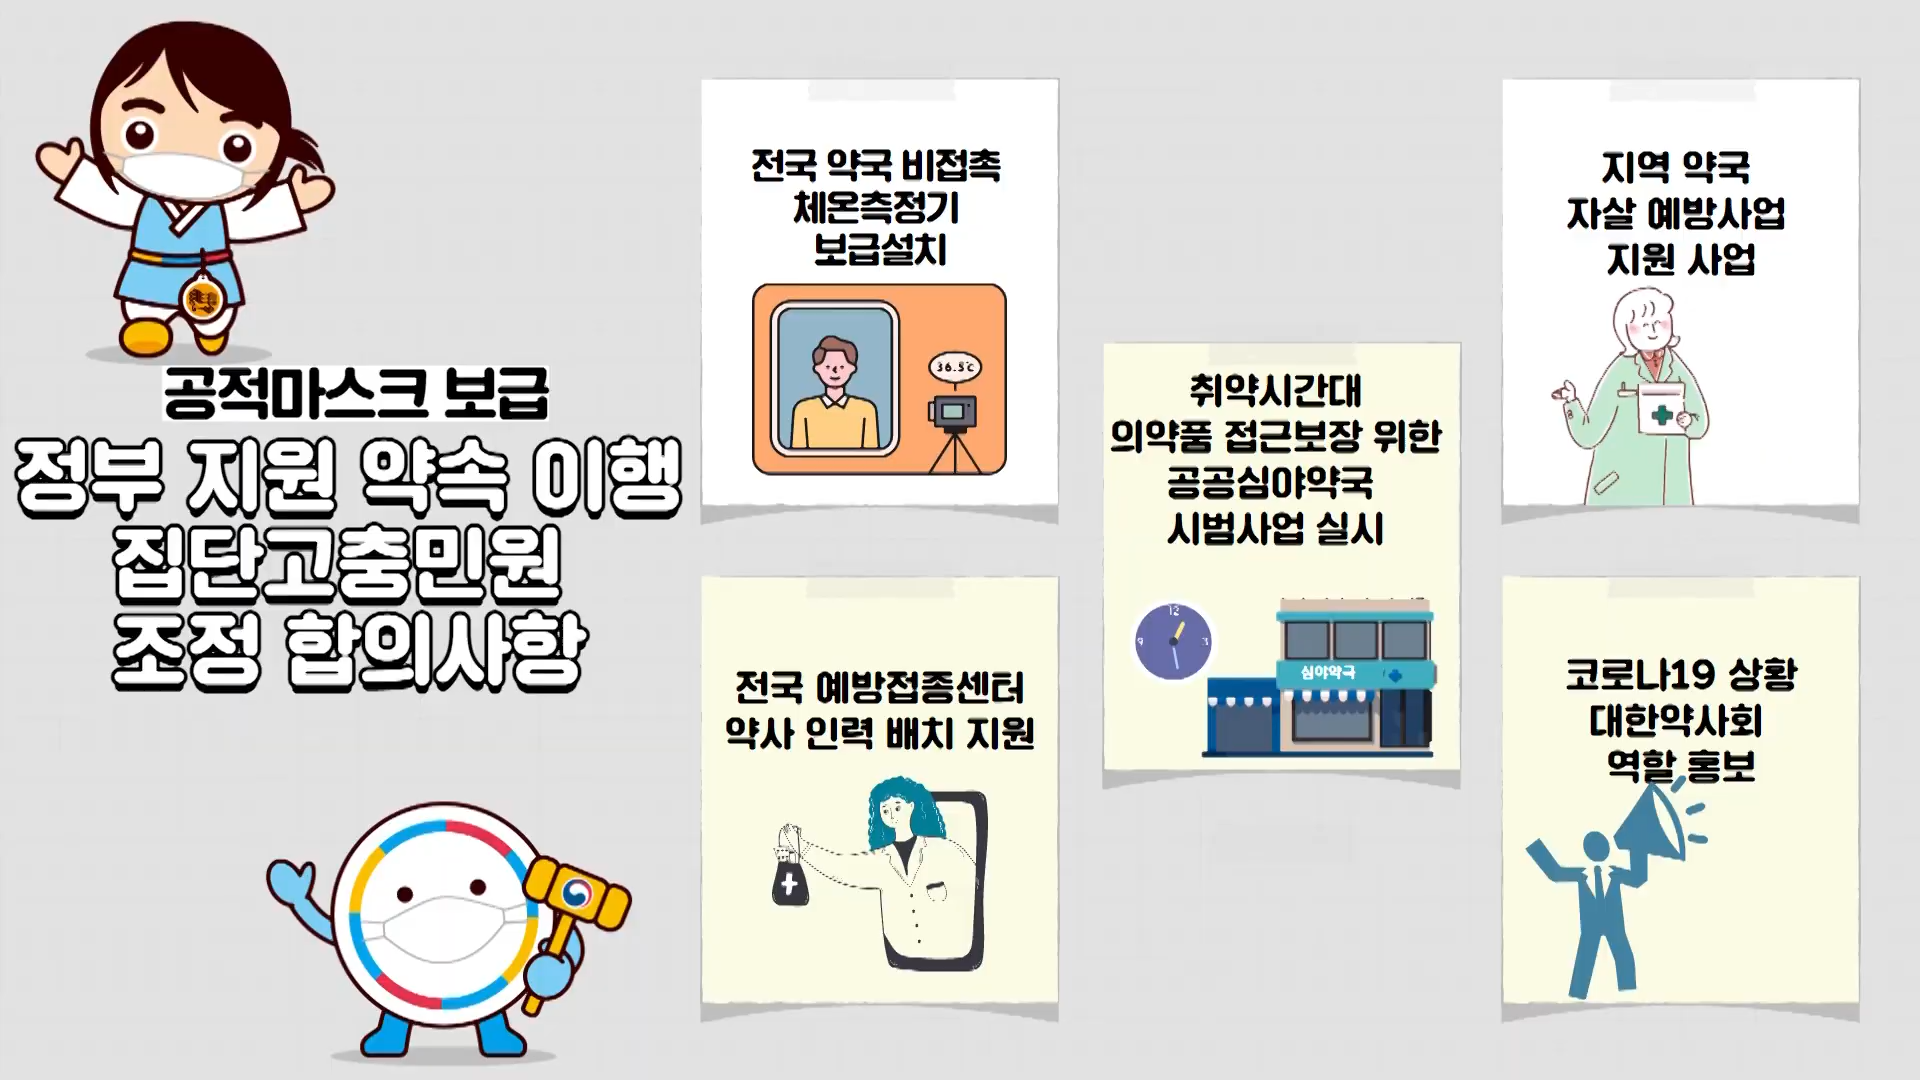 공적마스크 보급
정부 지원 약속 이행
집단고충민원
조정 합의사항
전국 약국 비접촉
체온측정기
보급설치
36.5℃
전국 예방접종센터
약사 인력 배치 지원
취약시간대
의약품 접근보장 위한
공공심야약국
시범사업 실시
12
9
3
심야약국
지역 약국
자살 예방사업
지원 사업
코로나19 상황
대한약사회
역할 홍보